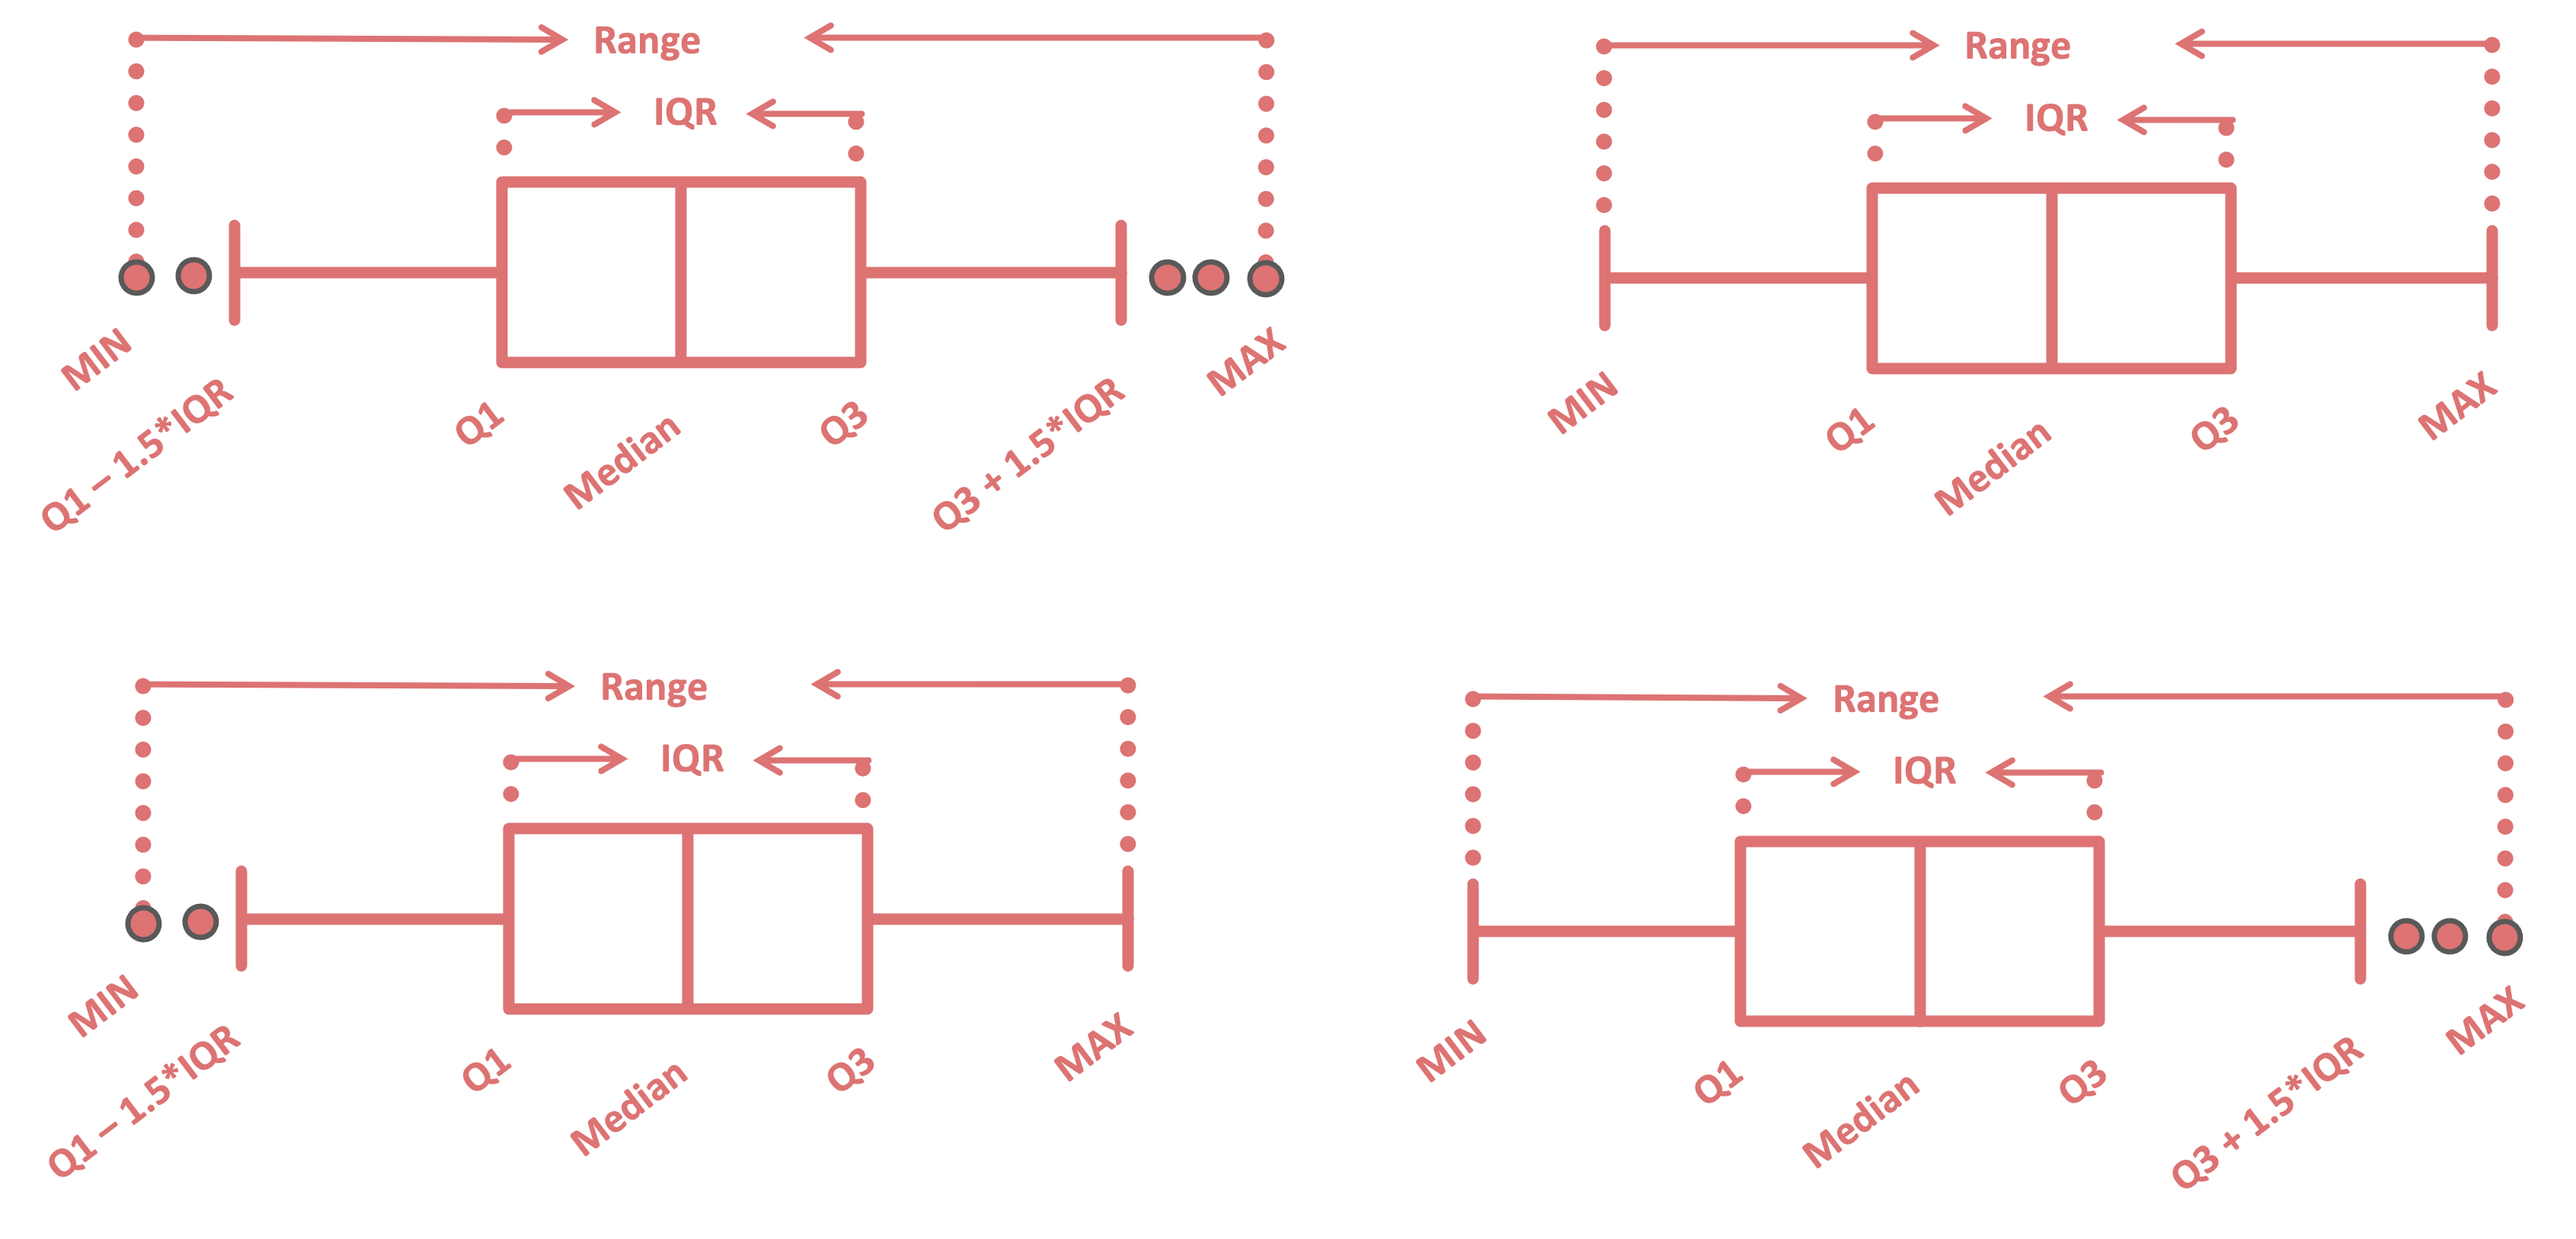 Range
IQR
MIN
Q1 – 1.5*IQR
Q1
Median
Q3
Q3 + 1.5*IQR
MAX
Range
IQR
MIN
Q1
Median
Q3
MAX
Range
IQR
MIN
Q1 – 1.5*IQR
Q1
Median
Q3
MAX
Range
IQR
MIN
Q1
Median
Q3
Q3 + 1.5*IQR
MAX